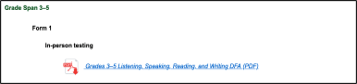 Grade Span 3–5
Form 1
In-person testing
Grades 3–5 Listening, Speaking, Reading, and Writing DFA (PDF)